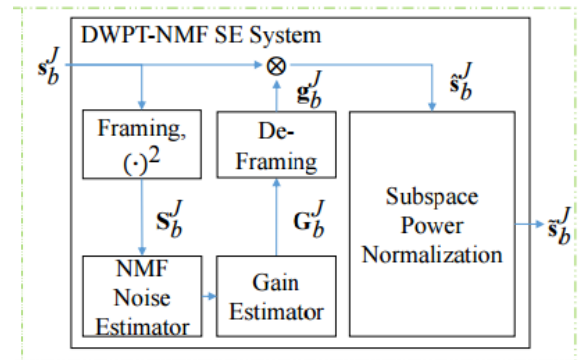 DWPT-NMF SE System
s_b^J
⊗
g_b^J
ŝ_b^J
Framing,
(·)²
De-
Framing
Subspace
Power
Normalization
s̃_b^J
S_b^J
G_b^J
NMF
Noise
Estimator
Gain
Estimator